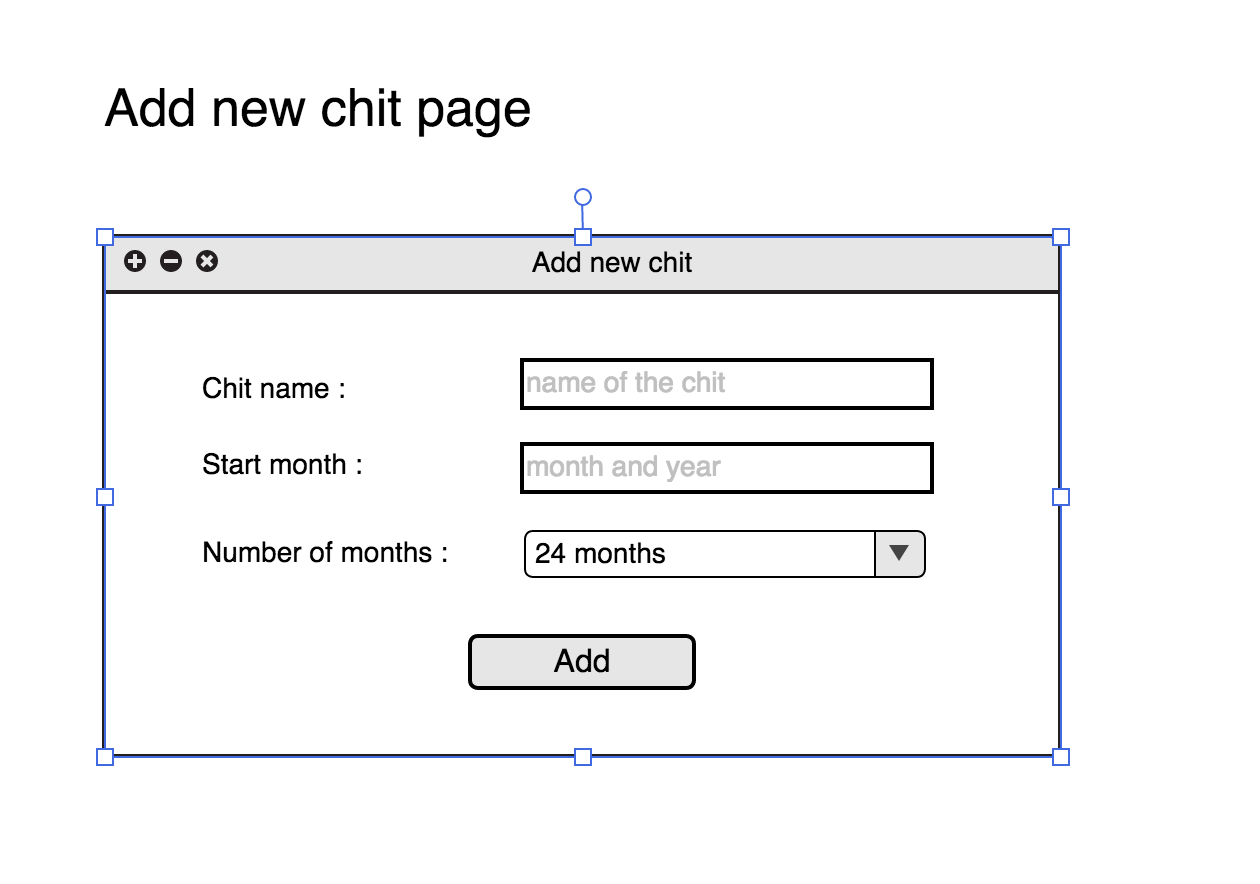 Add new chit page
Add new chit
Chit name :
name of the chit
Start month :
month and year
Number of months :
24 months
Add